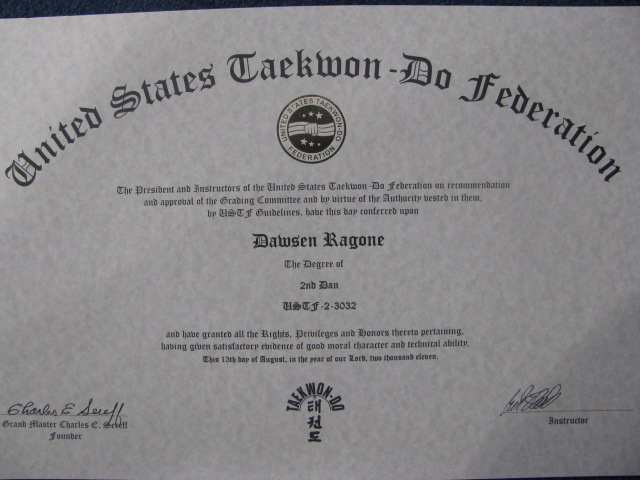 United States Taekwon-Do Federation
UNITED STATES TAEKWON-DO
FEDERATION
The President and Instructors of the United States Taekwon-Do Federation on recommendation
and approval of the Grading Committee and by virtue of the Authority vested in them,
by USTF Guidelines, have this day conferred upon
Dawsen Ragone
The Degree of
2nd Dan
USTF-2-3032
and have granted all the Rights, Privileges and Honors thereto pertaining,
having given satisfactory evidence of good moral character and technical ability,
This 13th day of August, in the year of our Lord, two thousand eleven.
Charles E Sereff
Grand Master Charles E. Sereff
Founder
TAEKWON-DO
태
권
도
Instructor